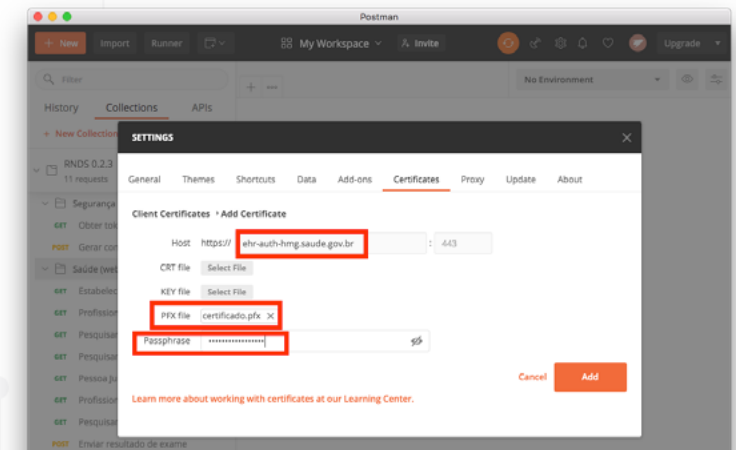 Postman
+ New Import Runner My Workspace Invite Upgrade
Filter
No Environment
History Collections APIs
+ New Collection
SETTINGS
RNDS 0.2.3
11 requests
General Themes Shortcuts Data Add-ons Certificates Proxy Update About
Segurança
Client Certificates › Add Certificate
GET Obter tok
Host https:// ehr-auth-hmg.saude.gov.br : 443
POST Gerar con
CRT file Select File
Saúde (web
KEY file Select File
GET Estabelec
PFX file certificado.pfx ×
GET Profission
Passphrase •••••••••••••••••
GET Pesquisar
GET Pesquisar
GET Pessoa Ju
Cancel Add
GET Profission
Learn more about working with certificates at our Learning Center.
GET Pesquisar
POST Enviar resultado de exame